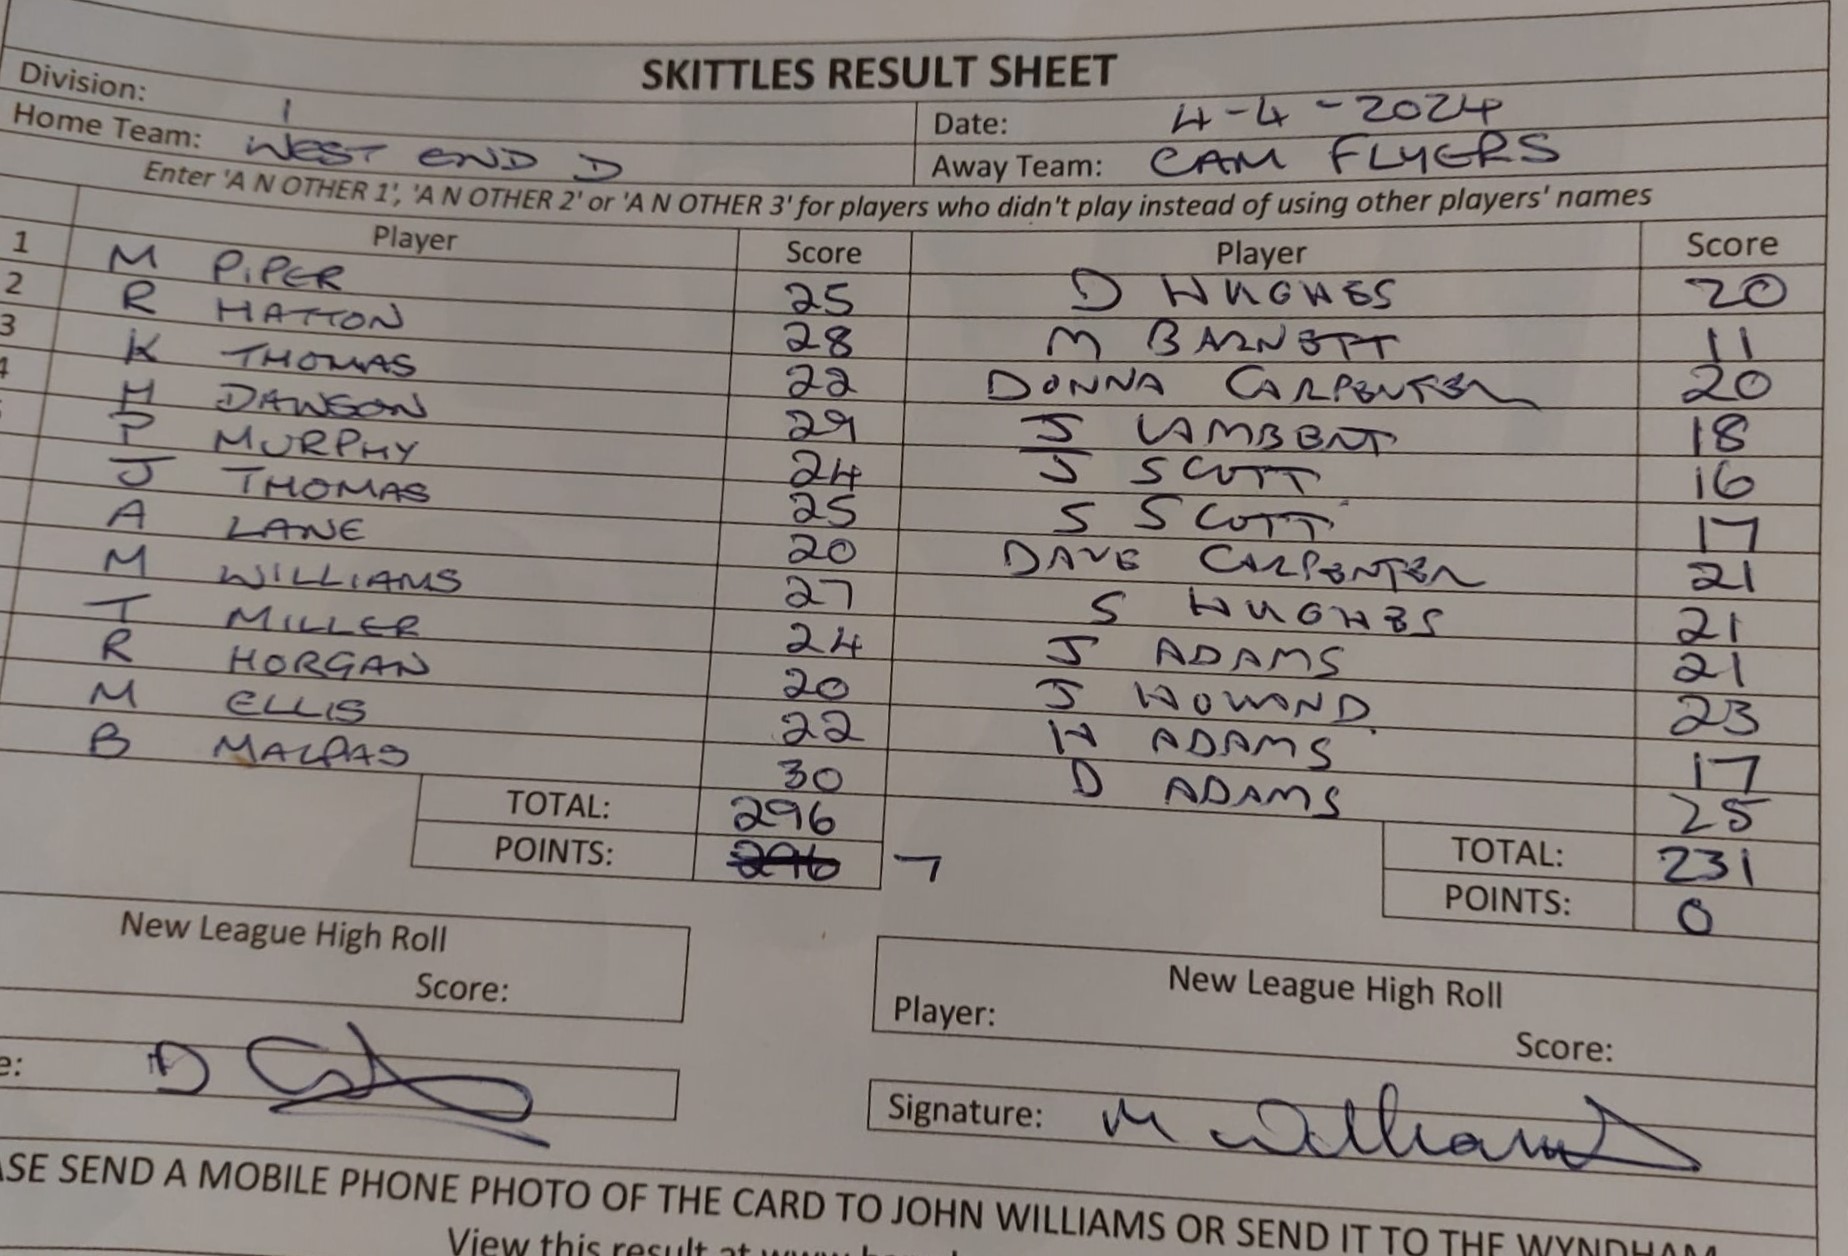 SKITTLES RESULT SHEET
Division: 1 Date: 4-4-2024
Home Team: WEST END D Away Team: CAM FLYERS
Enter 'A N OTHER 1', 'A N OTHER 2' or 'A N OTHER 3' for players who didn't play instead of using other players' names
Player Score Player Score
1 M PIPER 25 D HUGHES 20
2 R HATTON 28 M BARNETT 11
3 K THOMAS 22 DONNA CARPENTER 20
4 H DAWSON 29 J LAMBERT 18
P MURPHY 24 J SCOTT 16
J THOMAS 25 S SCOTT 17
A LANE 20 DAVE CARPENTER 21
M WILLIAMS 27 S HUGHES 21
T MILLER 24 J ADAMS 21
R HORGAN 20 J HOWARD 23
M ELLIS 22 H ADAMS 17
B MALPAS 30 D ADAMS 25
TOTAL: 296 TOTAL: 231
POINTS: 296 7 POINTS: 0
New League High Roll New League High Roll
Score: Player:
Score:
e: D
Signature: M Williams
ASE SEND A MOBILE PHONE PHOTO OF THE CARD TO JOHN WILLIAMS OR SEND IT TO THE WYNDHAM
View this result at